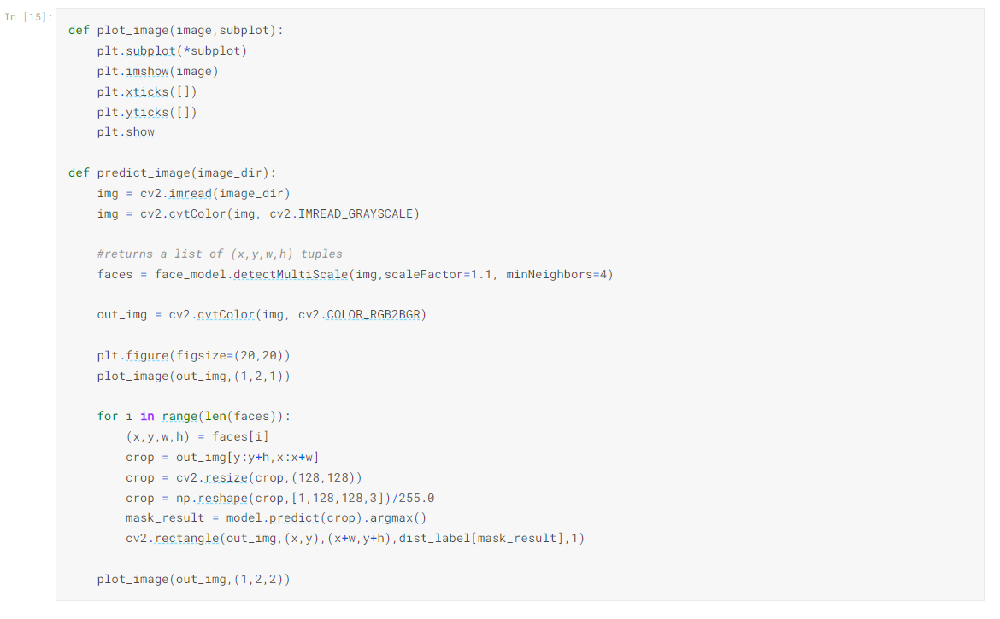 In [15]:
def plot_image(image,subplot):
    plt.subplot(*subplot)
    plt.imshow(image)
    plt.xticks([])
    plt.yticks([])
    plt.show
def predict_image(image_dir):
    img = cv2.imread(image_dir)
    img = cv2.cvtColor(img, cv2.IMREAD_GRAYSCALE)
    #returns a list of (x,y,w,h) tuples
    faces = face_model.detectMultiScale(img,scaleFactor=1.1, minNeighbors=4)
    out_img = cv2.cvtColor(img, cv2.COLOR_RGB2BGR)
    plt.figure(figsize=(20,20))
    plot_image(out_img,(1,2,1))
    for i in range(len(faces)):
        (x,y,w,h) = faces[i]
        crop = out_img[y:y+h,x:x+w]
        crop = cv2.resize(crop,(128,128))
        crop = np.reshape(crop,[1,128,128,3])/255.0
        mask_result = model.predict(crop).argmax()
        cv2.rectangle(out_img,(x,y),(x+w,y+h),dist_label[mask_result],1)
    plot_image(out_img,(1,2,2))